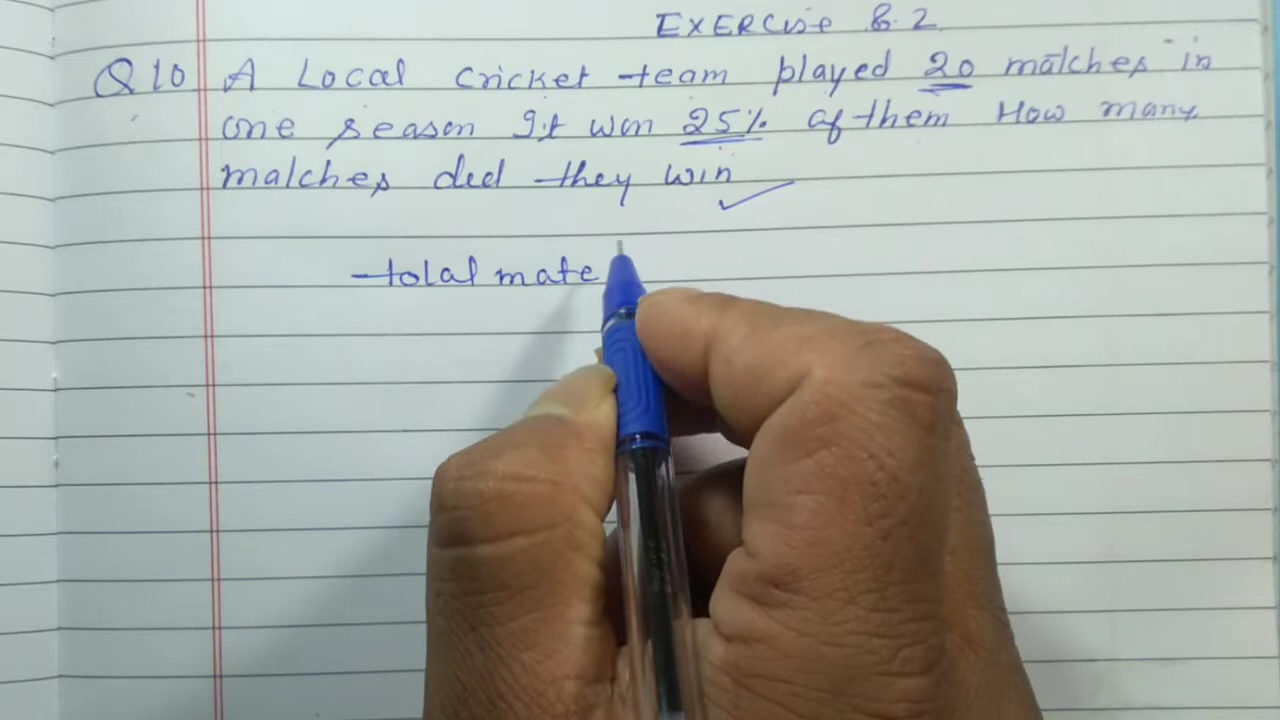 EXERCise 8.2
Q10 A Local cricket team played 20 matches in
one season It won 25% of them How many
matches did they win
total matc